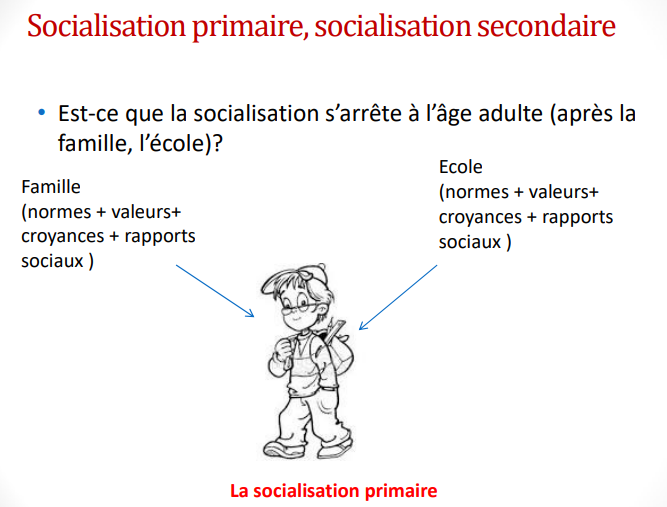 Socialisation primaire, socialisation secondaire
• Est-ce que la socialisation s’arrête à l’âge adulte (après la
famille, l’école)?
Famille
(normes + valeurs+
croyances + rapports
sociaux )
Ecole
(normes + valeurs+
croyances + rapports
sociaux )
La socialisation primaire